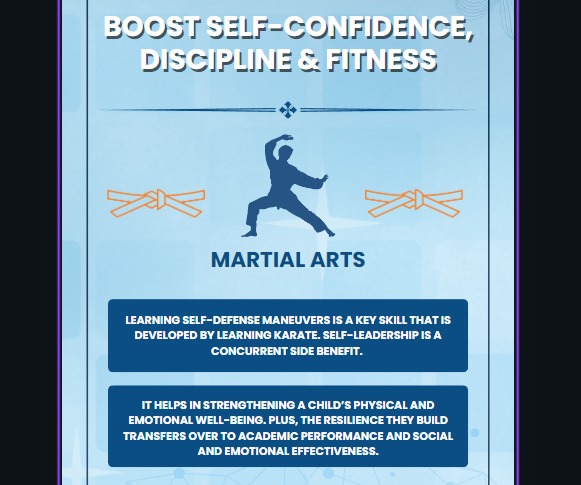 BOOST SELF-CONFIDENCE,
DISCIPLINE & FITNESS
MARTIAL ARTS
LEARNING SELF-DEFENSE MANEUVERS IS A KEY SKILL THAT IS
DEVELOPED BY LEARNING KARATE. SELF-LEADERSHIP IS A
CONCURRENT SIDE BENEFIT.
IT HELPS IN STRENGTHENING A CHILD'S PHYSICAL AND
EMOTIONAL WELL-BEING. PLUS, THE RESILIENCE THEY BUILD
TRANSFERS OVER TO ACADEMIC PERFORMANCE AND SOCIAL
AND EMOTIONAL EFFECTIVENESS.